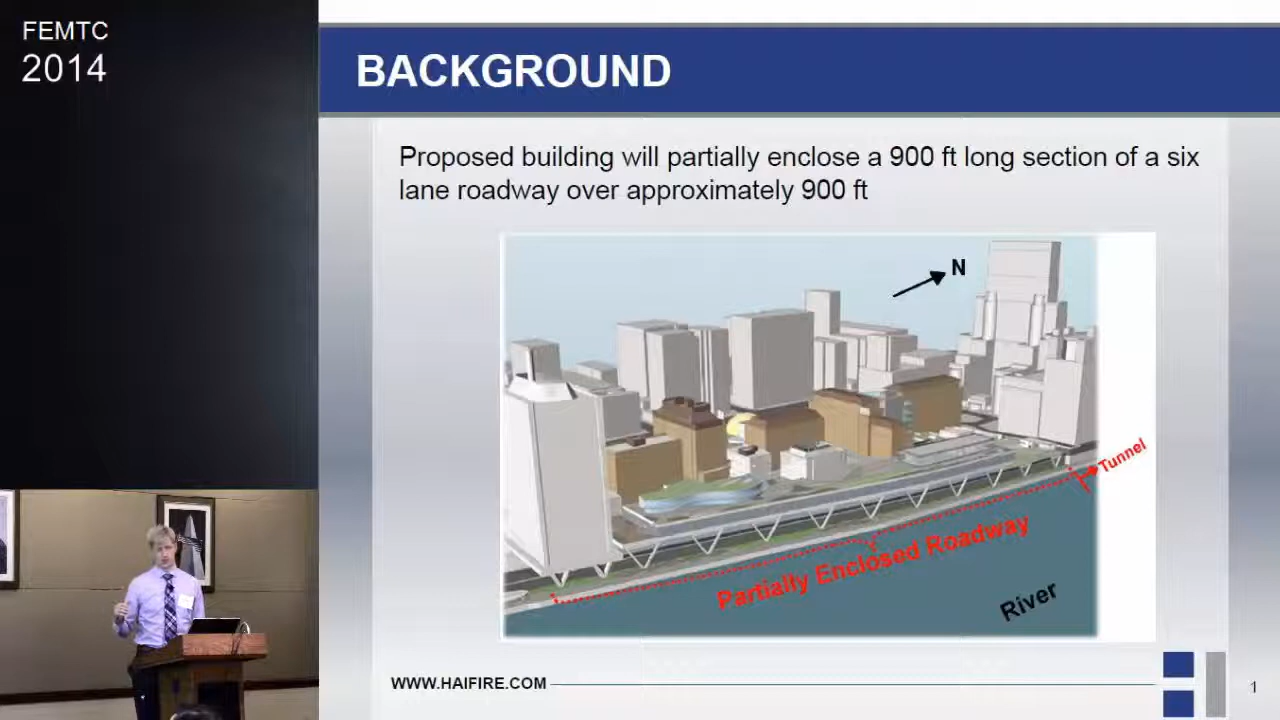 FEMTC
2014
BACKGROUND
Proposed building will partially enclose a 900 ft long section of a six
lane roadway over approximately 900 ft
N
Tunnel
Partially Enclosed Roadway
River
WWW.HAIFIRE.COM
1